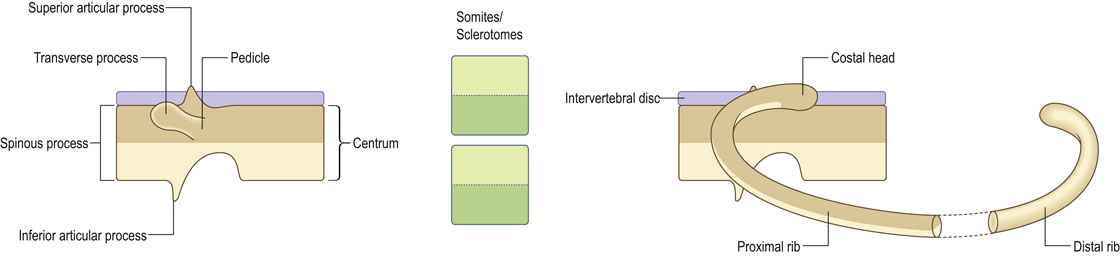 Superior articular process
Transverse process
Pedicle
Spinous process
Centrum
Inferior articular process
Somites/
Sclerotomes
Costal head
Intervertebral disc
Proximal rib
Distal rib